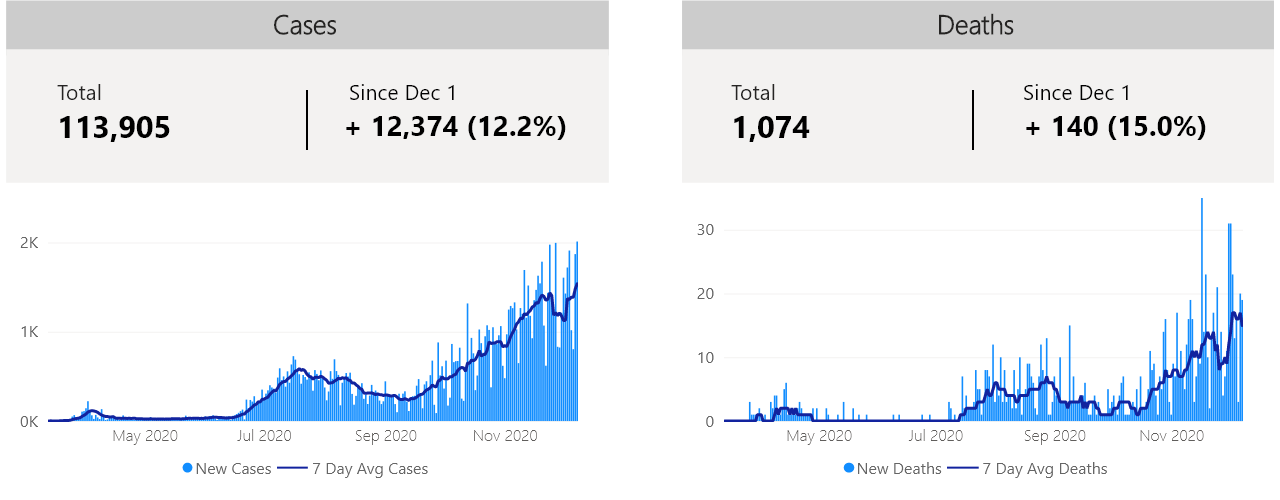 Cases
Total
113,905
Since Dec 1
+ 12,374 (12.2%)
2K
1K
0K
May 2020
Jul 2020
Sep 2020
Nov 2020
New Cases
7 Day Avg Cases
Deaths
Total
1,074
Since Dec 1
+ 140 (15.0%)
30
20
10
0
May 2020
Jul 2020
Sep 2020
Nov 2020
New Deaths
7 Day Avg Deaths